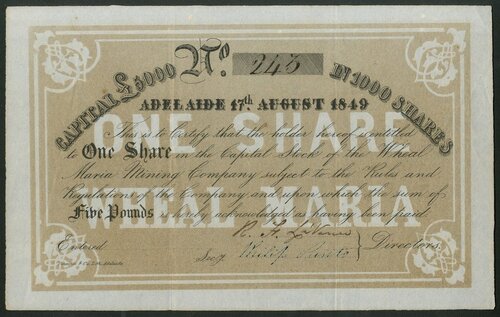 CAPITAL £5000 No. 243 IN 1000 SHARES
ADELAIDE 17th AUGUST 1849
ONE SHARE
This is to Certify that the holder hereof is entitled
to One Share in the Capital Stock of the Wheal
Maria Mining Company subject to the Rules and
Regulations of the Company and upon which the sum of
Five Pounds is hereby acknowledged as having been paid
WHEAL MARIA
Entered
Secy.
Directors.